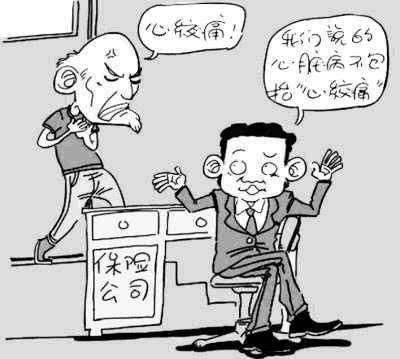 心绞痛！
我们说的
心脏病不包
括“心绞痛”
保险
公司